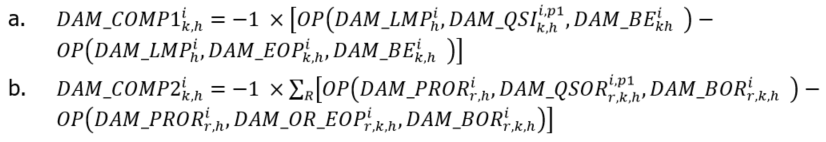 a. DAM_COMP1^i_{k,h} = −1 × [OP(DAM_LMP^i_h, DAM_QSI^{i,p1}_{k,h}, DAM_BE^i_{kh} ) −
OP(DAM_LMP^i_h, DAM_EOP^i_{k,h}, DAM_BE^i_{k,h} )]
b. DAM_COMP2^i_{k,h} = −1 × ∑_R[OP(DAM_PROR^i_{r,h}, DAM_QSOR^{i,p1}_{r,k,h}, DAM_BOR^i_{r,k,h} ) −
OP(DAM_PROR^i_{r,h}, DAM_OR_EOP^i_{r,k,h}, DAM_BOR^i_{r,k,h})]